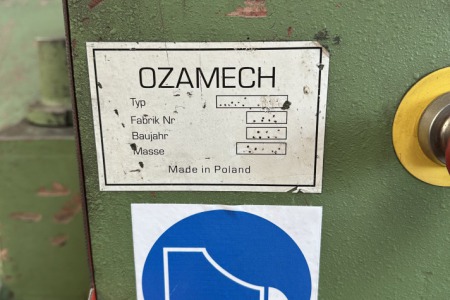 OZAMECH
Typ
Fabrik Nr
Baujahr
Masse
Made in Poland